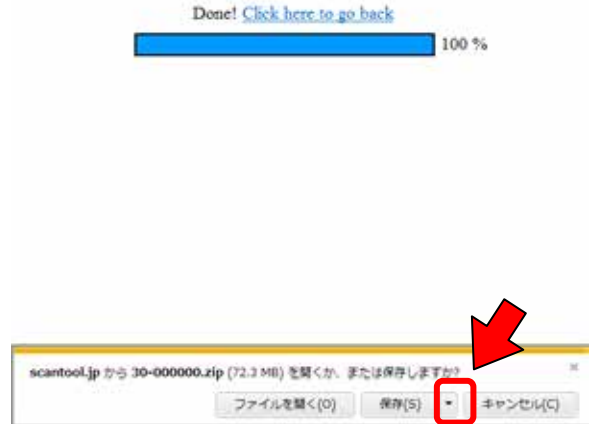 Done! Click here to go back
100 %
scantool.jp から 30-000000.zip (72.3 MB) を開くか、または保存しますか?
ファイルを開く(O) 保存(S) キャンセル(C)